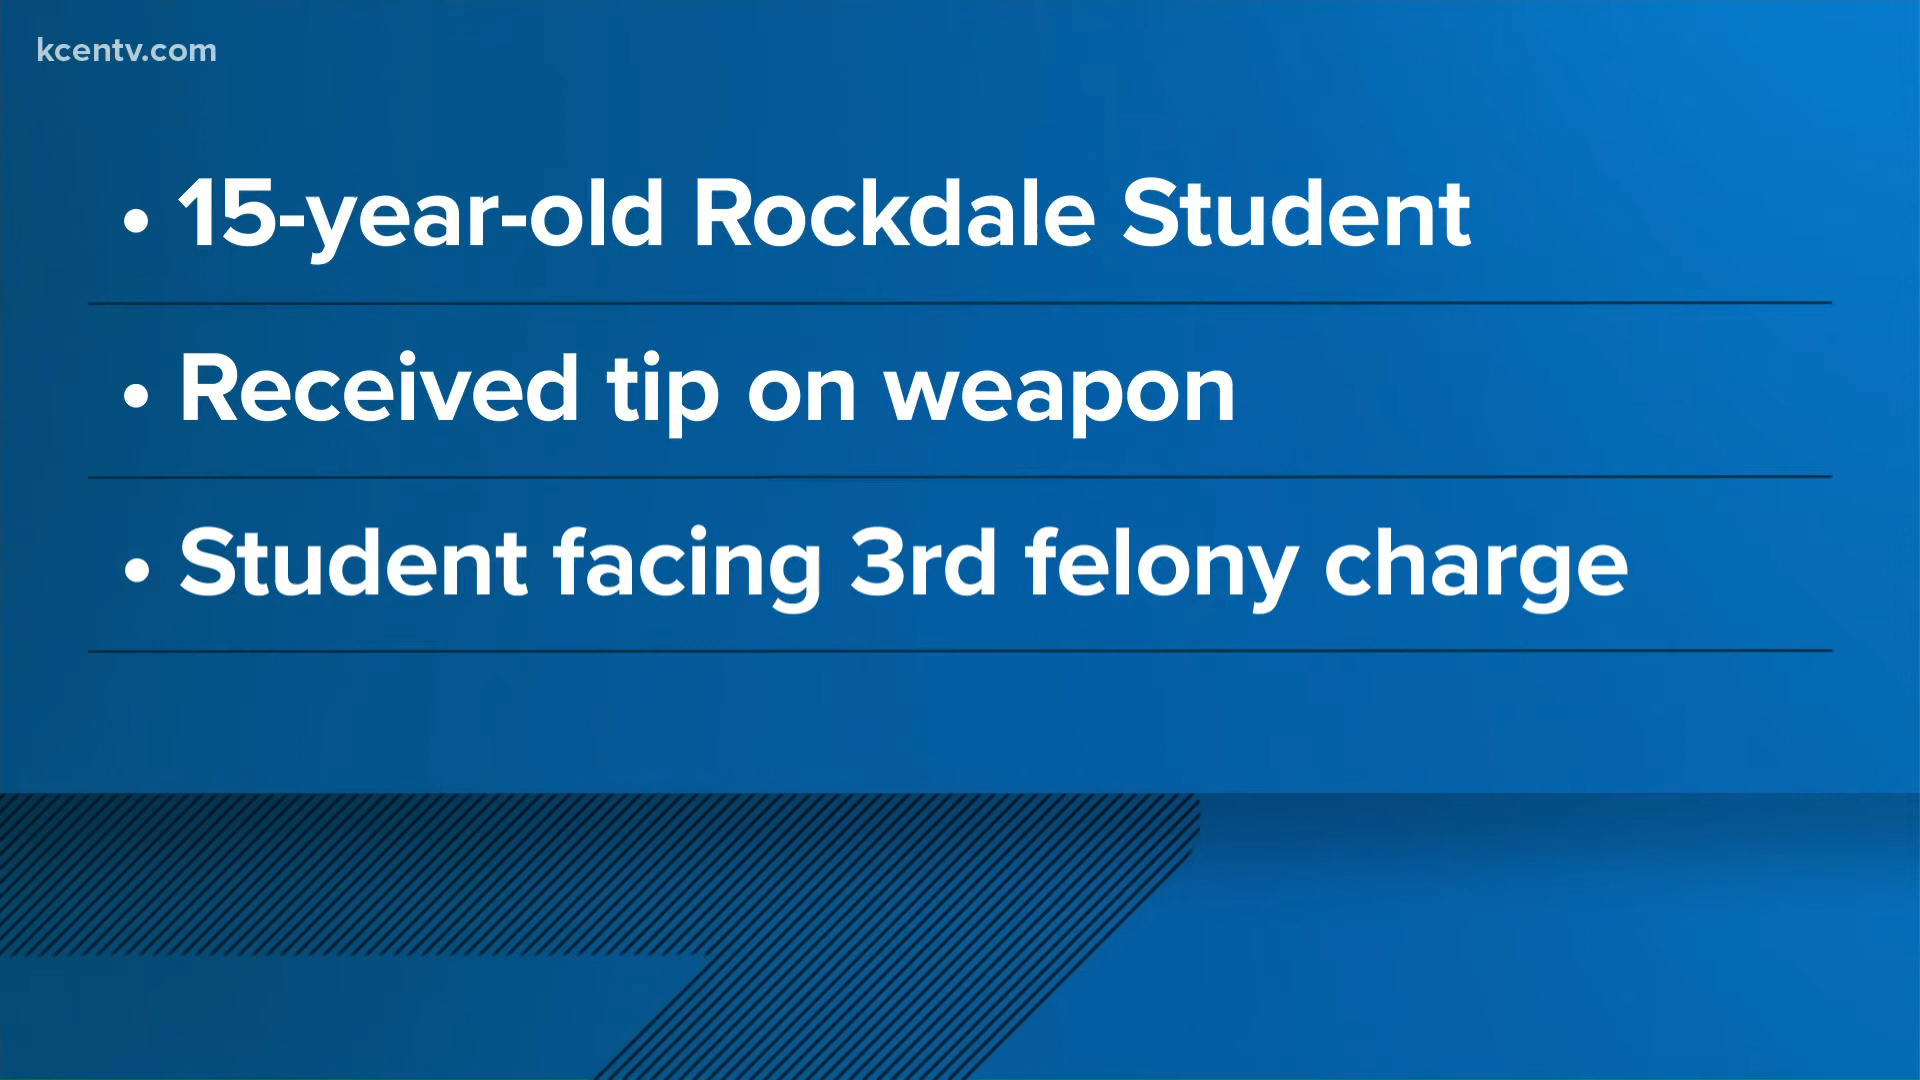 kcentv.com
• 15-year-old Rockdale Student
• Received tip on weapon
• Student facing 3rd felony charge